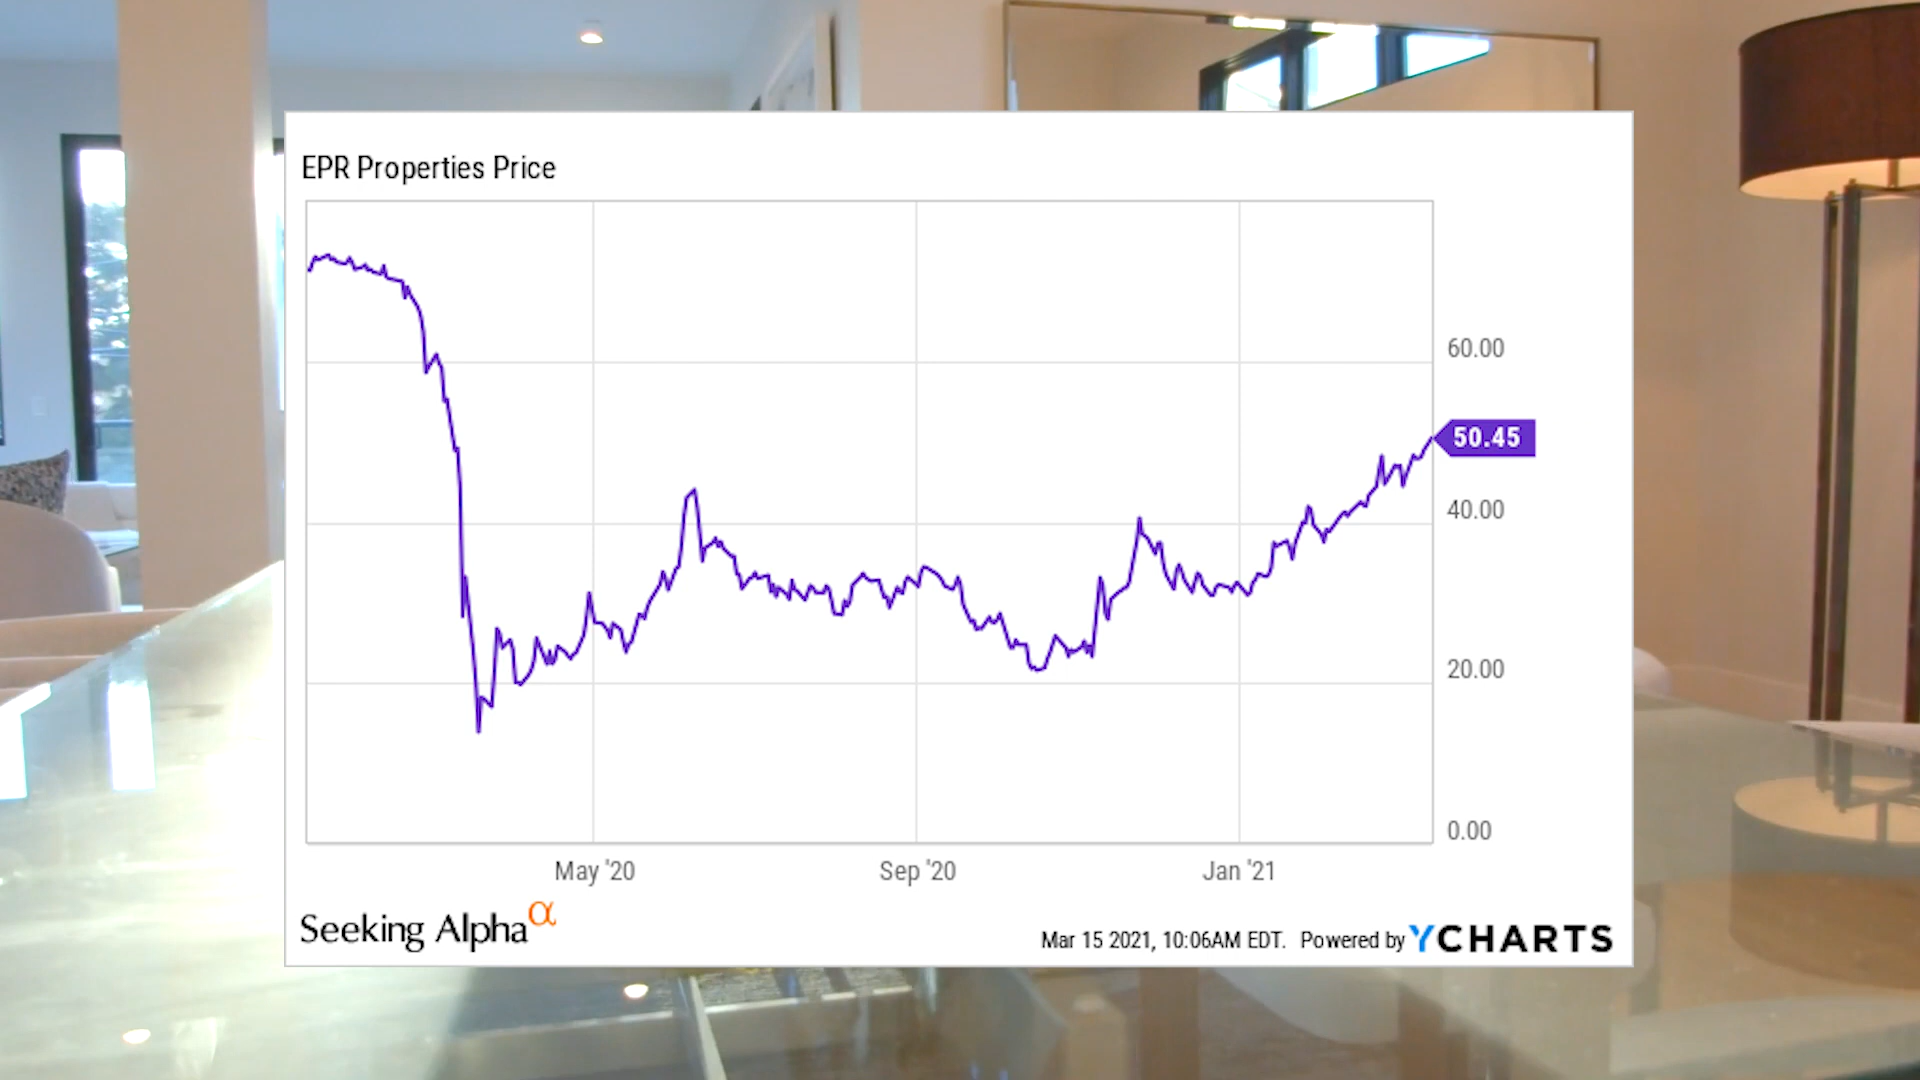 EPR Properties Price
60.00
50.45
40.00
20.00
0.00
May '20 Sep '20 Jan '21
Seeking Alpha α
Mar 15 2021, 10:06AM EDT. Powered by YCHARTS